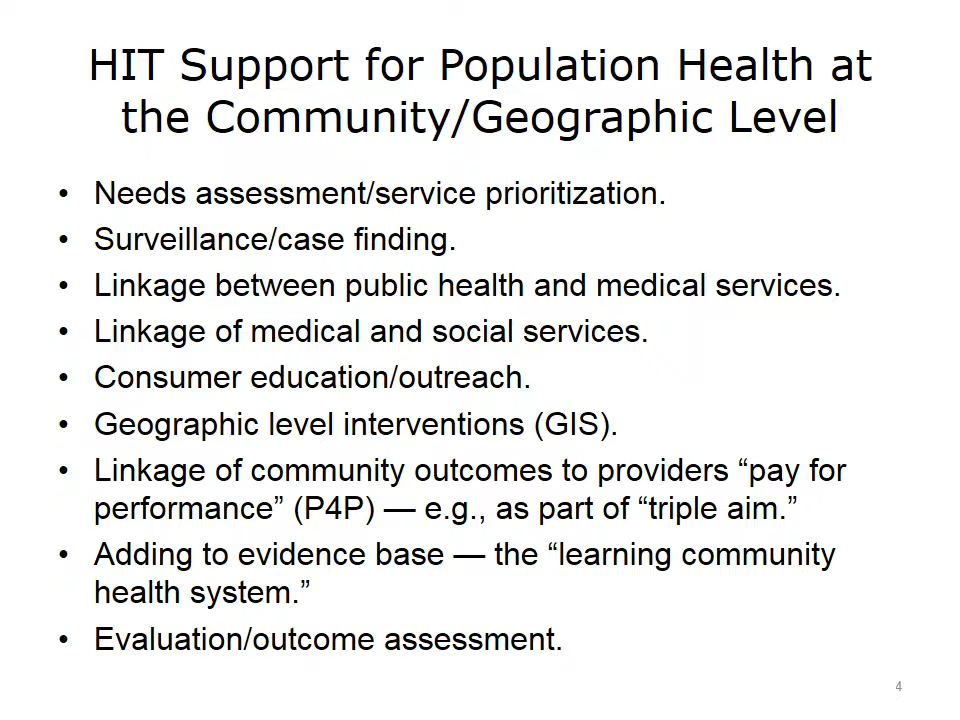 HIT Support for Population Health at
the Community/Geographic Level
• Needs assessment/service prioritization.
• Surveillance/case finding.
• Linkage between public health and medical services.
• Linkage of medical and social services.
• Consumer education/outreach.
• Geographic level interventions (GIS).
• Linkage of community outcomes to providers “pay for
performance” (P4P) — e.g., as part of “triple aim.”
• Adding to evidence base — the “learning community
health system.”
• Evaluation/outcome assessment.
4